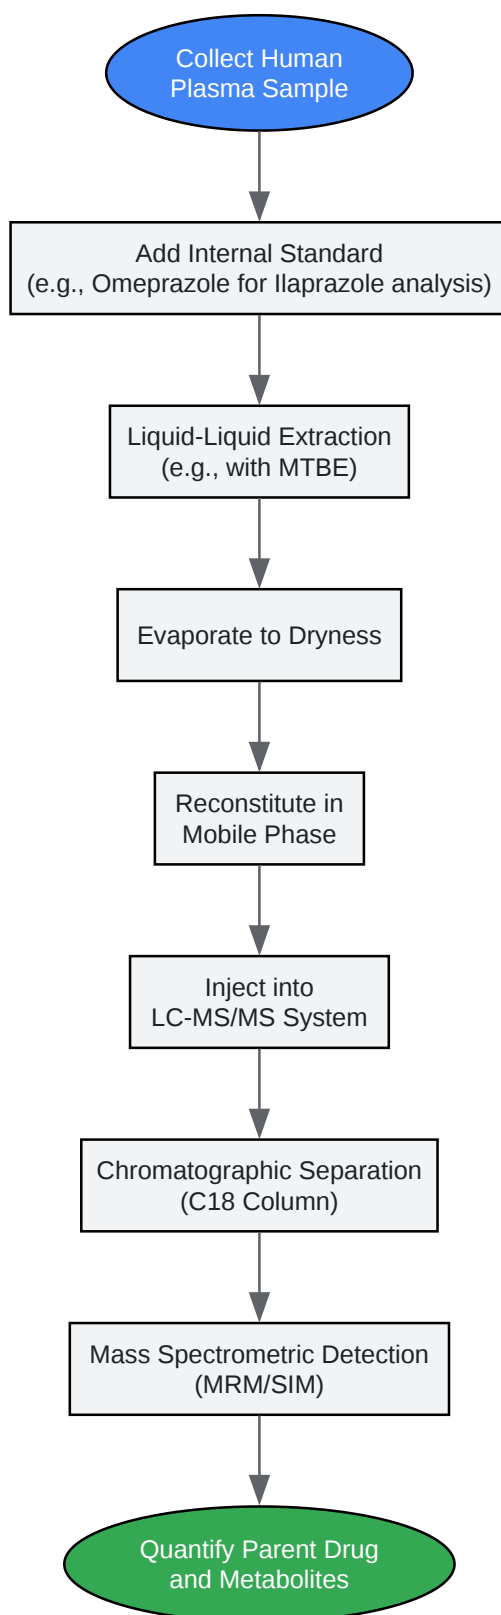 Collect Human
Plasma Sample
Add Internal Standard
(e.g., Omeprazole for Ilaprazole analysis)
Liquid-Liquid Extraction
(e.g., with MTBE)
Evaporate to Dryness
Reconstitute in
Mobile Phase
Inject into
LC-MS/MS System
Chromatographic Separation
(C18 Column)
Mass Spectrometric Detection
(MRM/SIM)
Quantify Parent Drug
and Metabolites